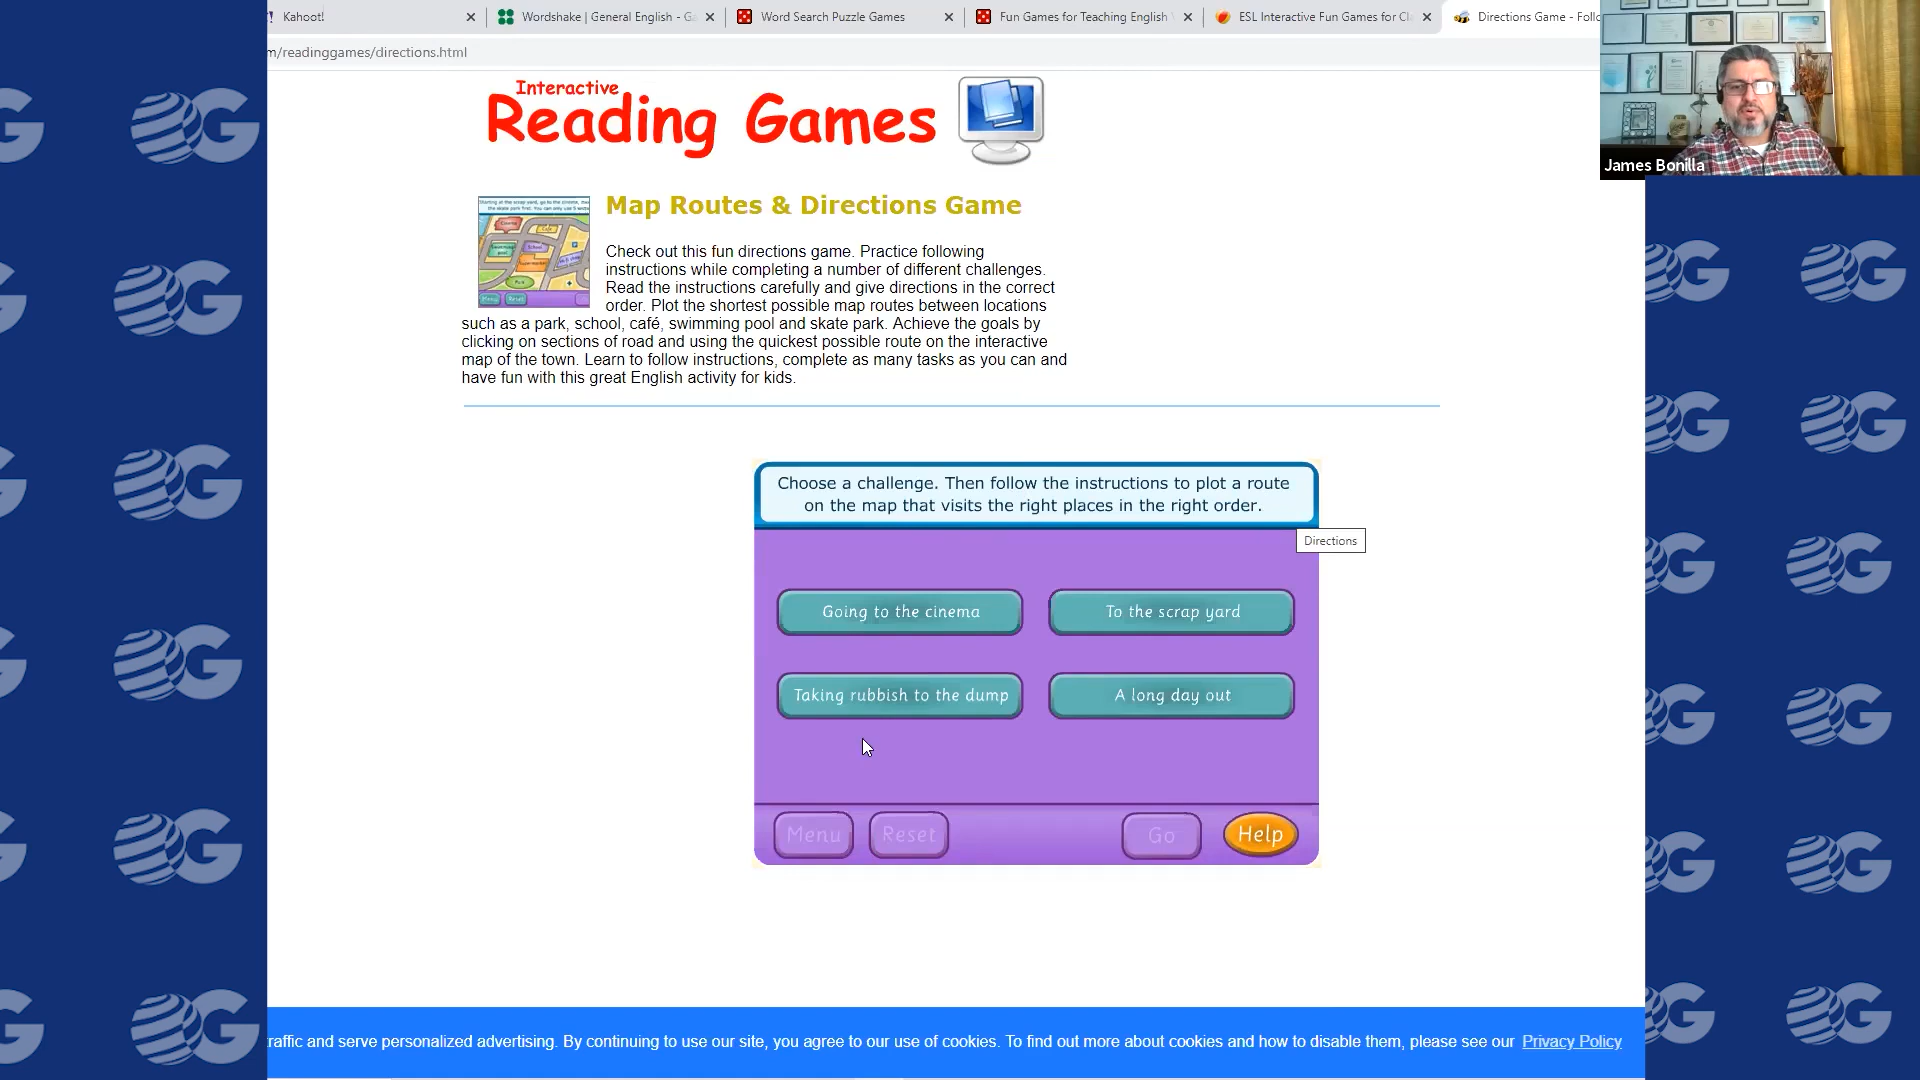 Kahoot!
Wordshake | General English - Ga
Word Search Puzzle Games
Fun Games for Teaching English
ESL Interactive Fun Games for Cl
Directions Game - Follo
m/readinggames/directions.html
James Bonilla
Interactive
Reading Games
Map Routes & Directions Game
Check out this fun directions game. Practice following
instructions while completing a number of different challenges.
Read the instructions carefully and give directions in the correct
order. Plot the shortest possible map routes between locations
such as a park, school, café, swimming pool and skate park. Achieve the goals by
clicking on sections of road and using the quickest possible route on the interactive
map of the town. Learn to follow instructions, complete as many tasks as you can and
have fun with this great English activity for kids.
Choose a challenge. Then follow the instructions to plot a route
on the map that visits the right places in the right order.
Directions
Going to the cinema
To the scrap yard
Taking rubbish to the dump
A long day out
Menu
Reset
Go
Help
traffic and serve personalized advertising. By continuing to use our site, you agree to our use of cookies. To find out more about cookies and how to disable them, please see our Privacy Policy